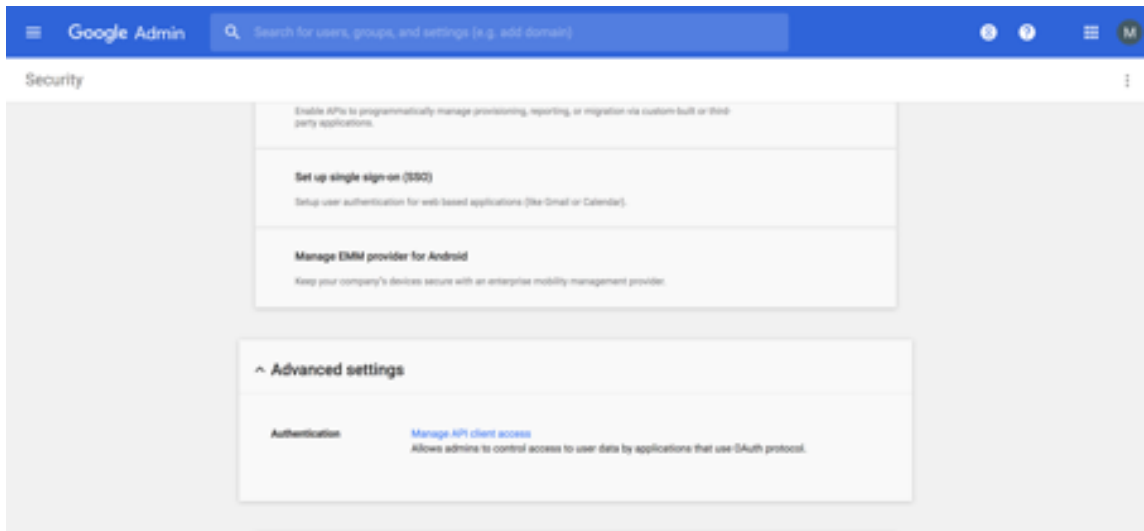 Google Admin
Search for users, groups, and settings (e.g. add domain)
M
Security
Enable APIs to programmatically manage provisioning, reporting, or migration via custom-built or third-
party applications.
Set up single sign-on (SSO)
Setup user authentication for web based applications (like Gmail or Calendar).
Manage EMM provider for Android
Keep your company's devices secure with an enterprise mobility management provider.
Advanced settings
Authentication
Manage API client access
Allows admins to control access to user data by applications that use OAuth protocol.